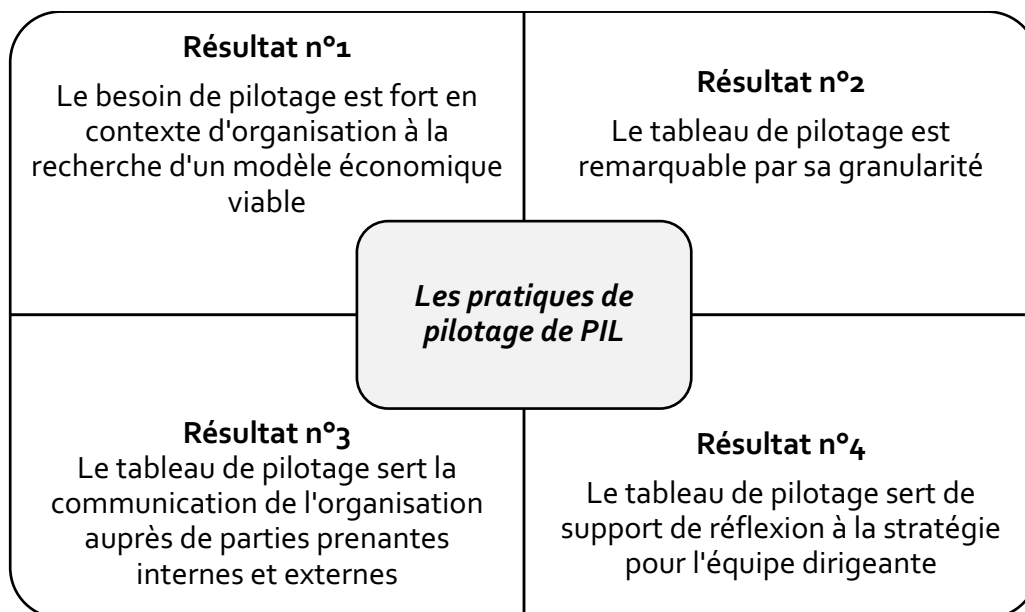 Résultat n°1
Le besoin de pilotage est fort en
contexte d'organisation à la
recherche d'un modèle économique
viable
Résultat n°2
Le tableau de pilotage est
remarquable par sa granularité
Les pratiques de
pilotage de PIL
Résultat n°3
Le tableau de pilotage sert la
communication de l'organisation
auprès de parties prenantes
internes et externes
Résultat n°4
Le tableau de pilotage sert de
support de réflexion à la stratégie
pour l'équipe dirigeante